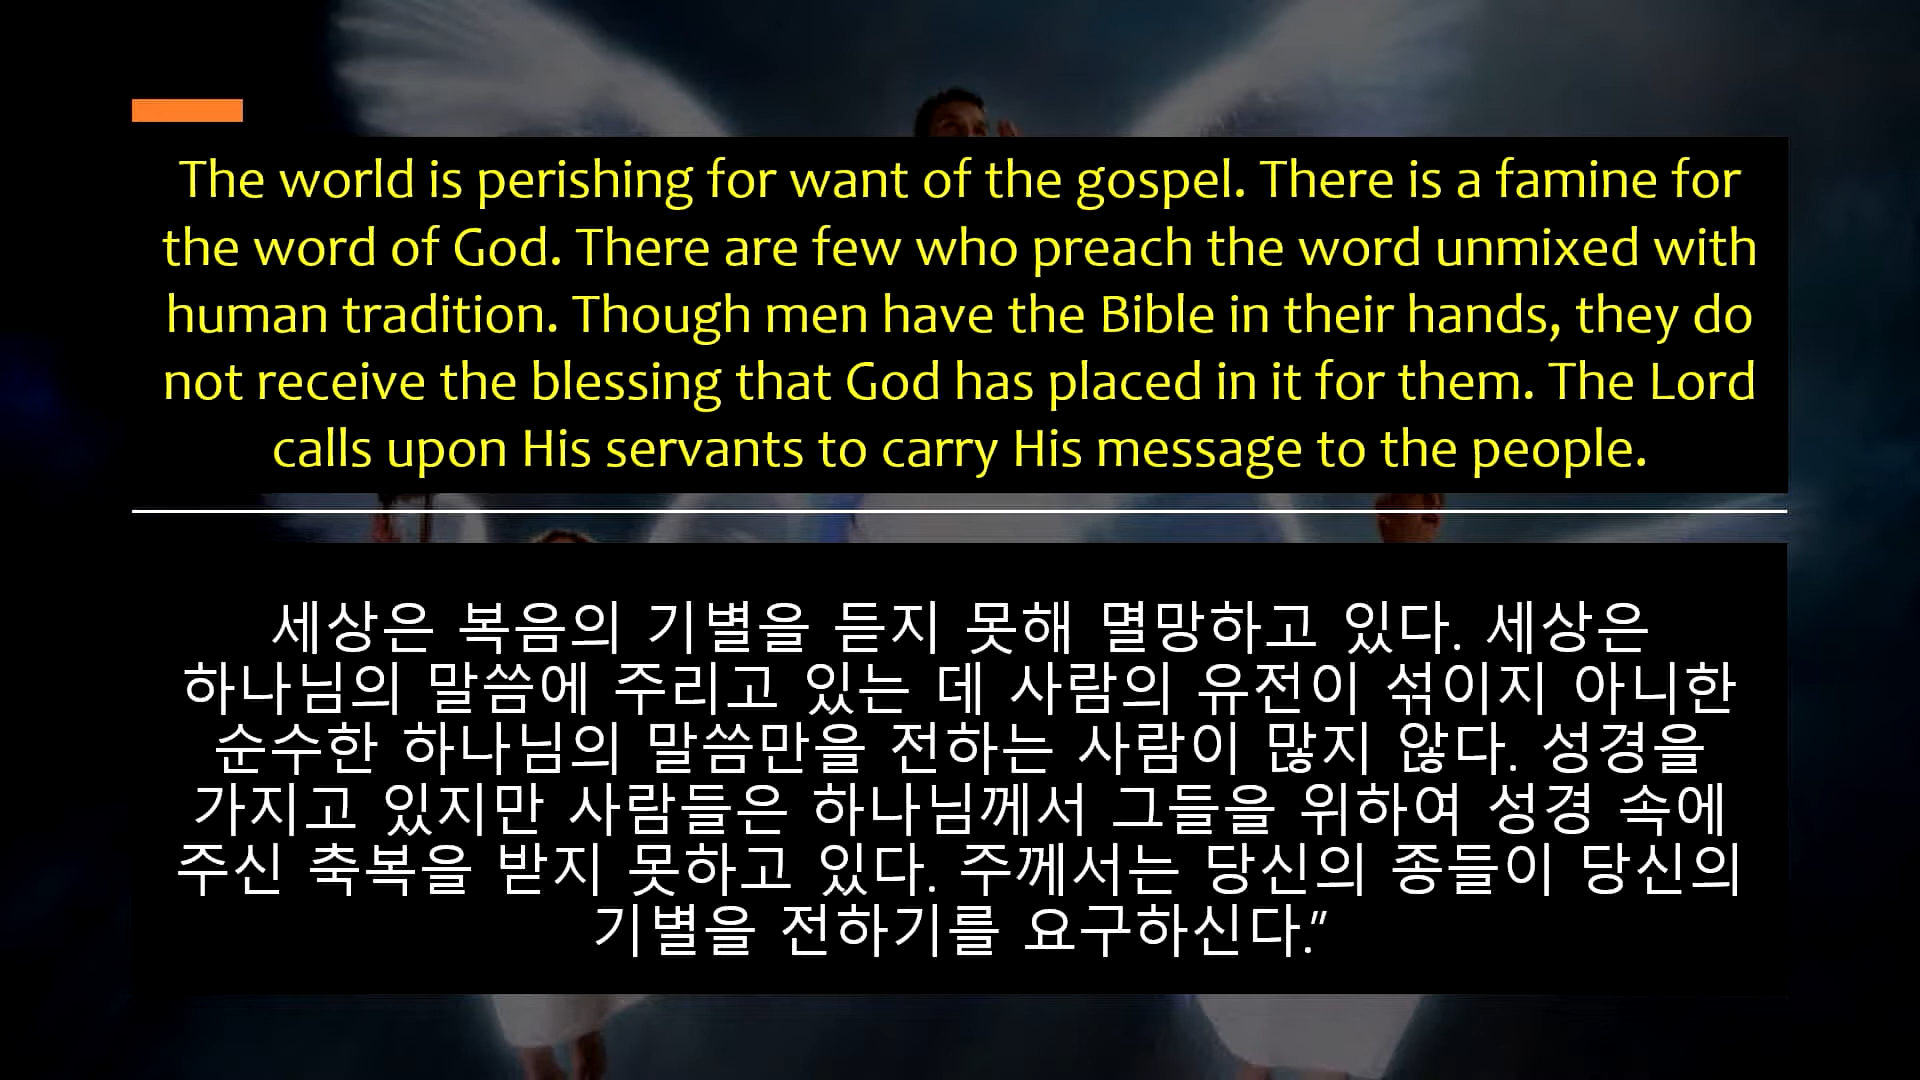 The world is perishing for want of the gospel. There is a famine for
the word of God. There are few who preach the word unmixed with
human tradition. Though men have the Bible in their hands, they do
not receive the blessing that God has placed in it for them. The Lord
calls upon His servants to carry His message to the people.
세상은 복음의 기별을 듣지 못해 멸망하고 있다. 세상은
하나님의 말씀에 주리고 있는 데 사람의 유전이 섞이지 아니한
순수한 하나님의 말씀만을 전하는 사람이 많지 않다. 성경을
가지고 있지만 사람들은 하나님께서 그들을 위하여 성경 속에
주신 축복을 받지 못하고 있다. 주께서는 당신의 종들이 당신의
기별을 전하기를 요구하신다.”